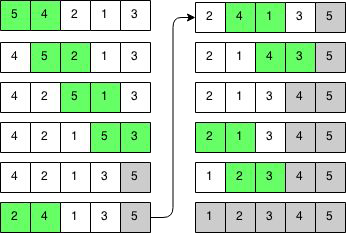 5 4 2 1 3
4 5 2 1 3
4 2 5 1 3
4 2 1 5 3
4 2 1 3 5
2 4 1 3 5
2 4 1 3 5
2 1 4 3 5
2 1 3 4 5
2 1 3 4 5
1 2 3 4 5
1 2 3 4 5